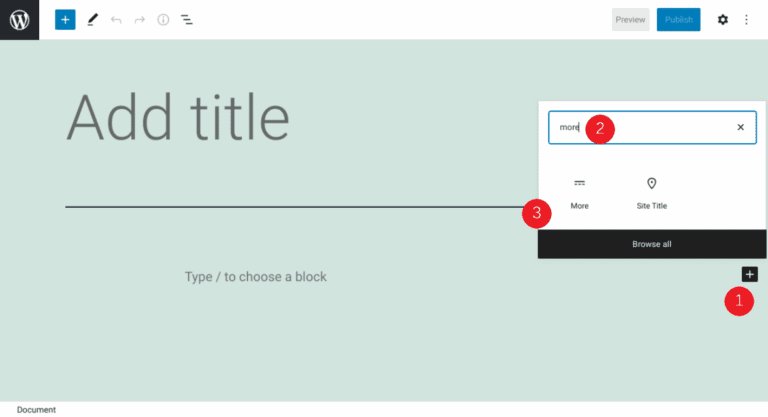 Preview Publish
Add title
more 2
More Site Title
3
Browse all
Type / to choose a block
1
Document